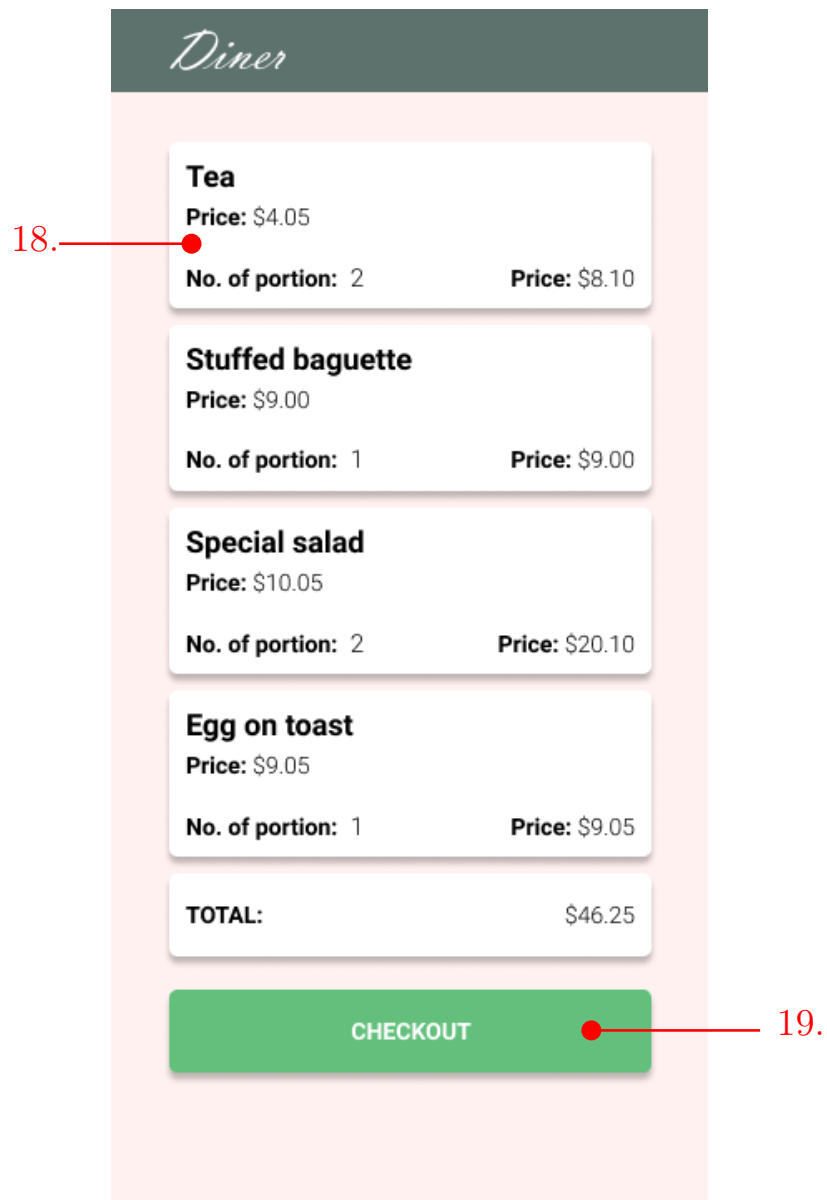 Diner
Tea
Price: $4.05
18.
No. of portion: 2 Price: $8.10
Stuffed baguette
Price: $9.00
No. of portion: 1 Price: $9.00
Special salad
Price: $10.05
No. of portion: 2 Price: $20.10
Egg on toast
Price: $9.05
No. of portion: 1 Price: $9.05
TOTAL: $46.25
CHECKOUT
19.